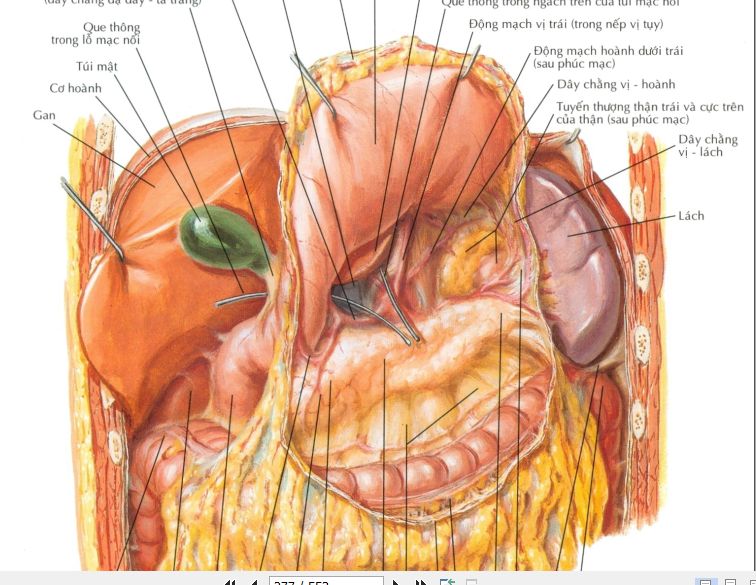 (dây chằng dạ dày - tá tràng)
Que thông trong ngách trên của túi mạc nối
Động mạch vị trái (trong nếp vị tụy)
Que thông
trong lỗ mạc nối
Động mạch hoành dưới trái
(sau phúc mạc)
Túi mật
Dây chằng vị - hoành
Cơ hoành
Tuyến thượng thận trái và cực trên
của thận (sau phúc mạc)
Gan
Dây chằng
vị - lách
Lách
277 / 552